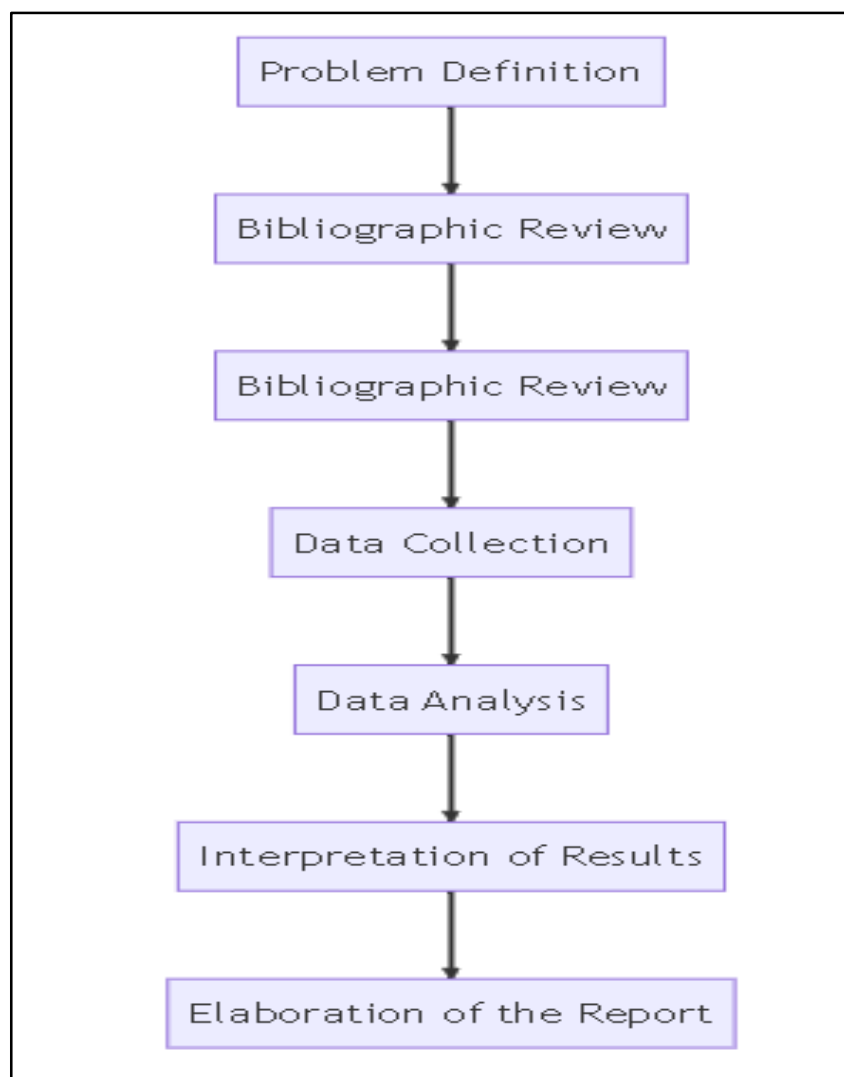 Problem Definition
Bibliographic Review
Bibliographic Review
Data Collection
Data Analysis
Interpretation of Results
Elaboration of the Report